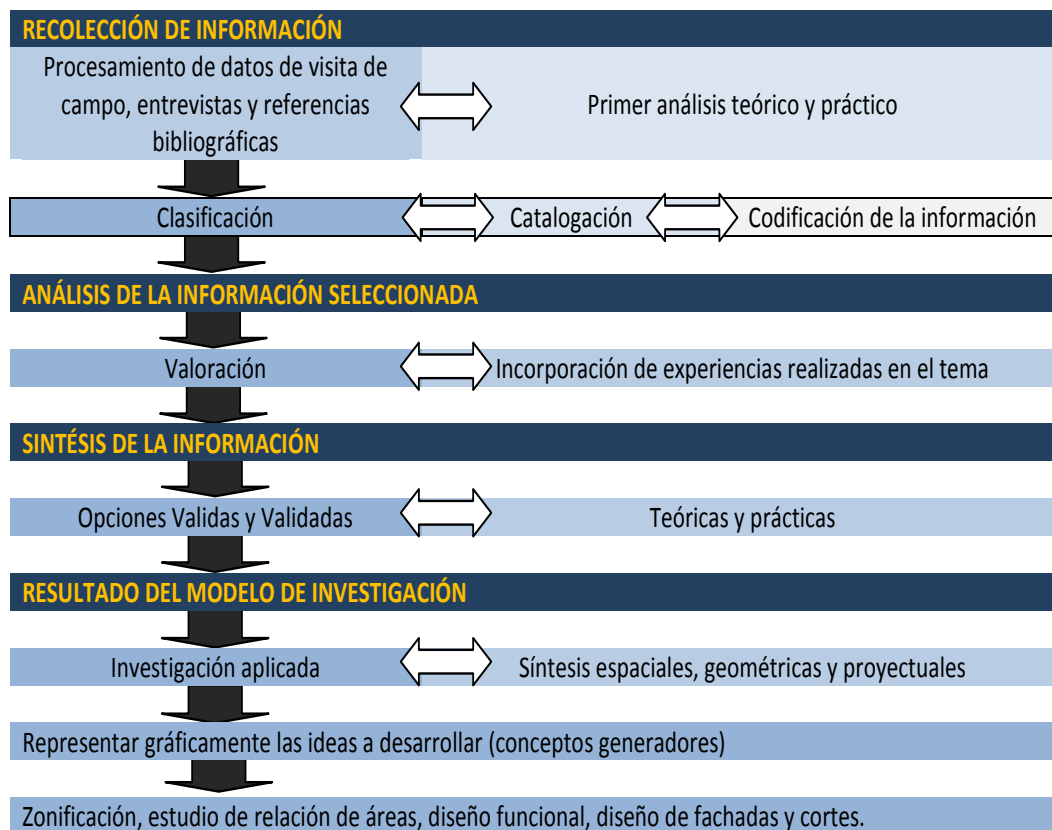 RECOLECCIÓN DE INFORMACIÓN
Procesamiento de datos de visita de
campo, entrevistas y referencias
bibliográficas
Primer análisis teórico y práctico
Clasificación
Catalogación
Codificación de la información
ANÁLISIS DE LA INFORMACIÓN SELECCIONADA
Valoración
Incorporación de experiencias realizadas en el tema
SINTÉSIS DE LA INFORMACIÓN
Opciones Validas y Validadas
Teóricas y prácticas
RESULTADO DEL MODELO DE INVESTIGACIÓN
Investigación aplicada
Síntesis espaciales, geométricas y proyectuales
Representar gráficamente las ideas a desarrollar (conceptos generadores)
Zonificación, estudio de relación de áreas, diseño funcional, diseño de fachadas y cortes.